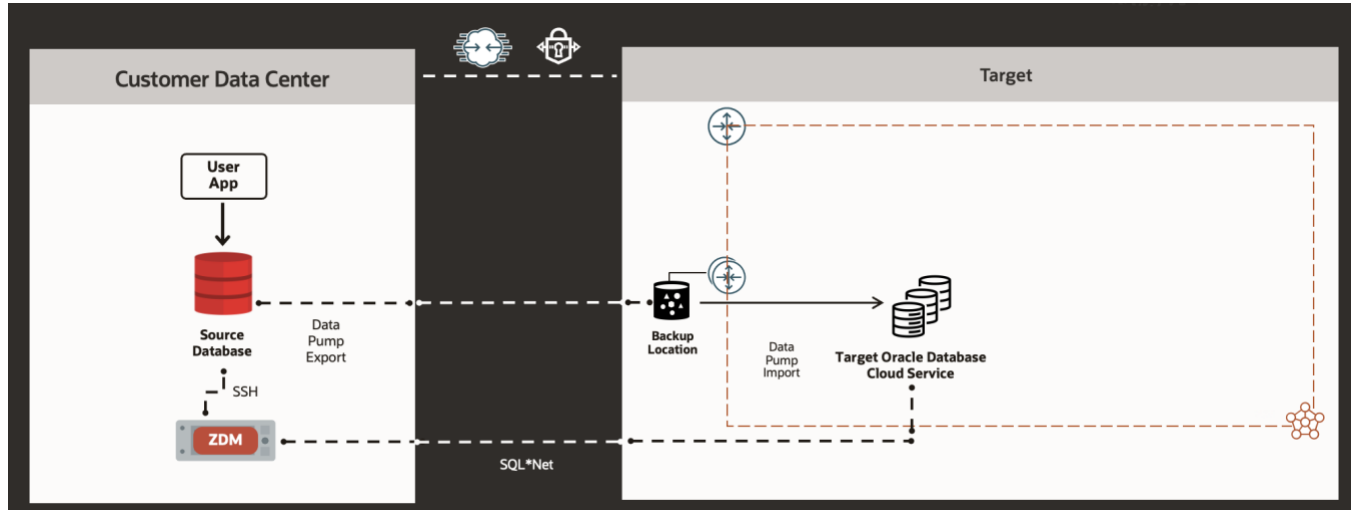 Customer Data Center
Target
User
App
Source
Database
Data
Pump
Export
SSH
ZDM
SQL*Net
Backup
Location
Data
Pump
Import
Target Oracle Database
Cloud Service